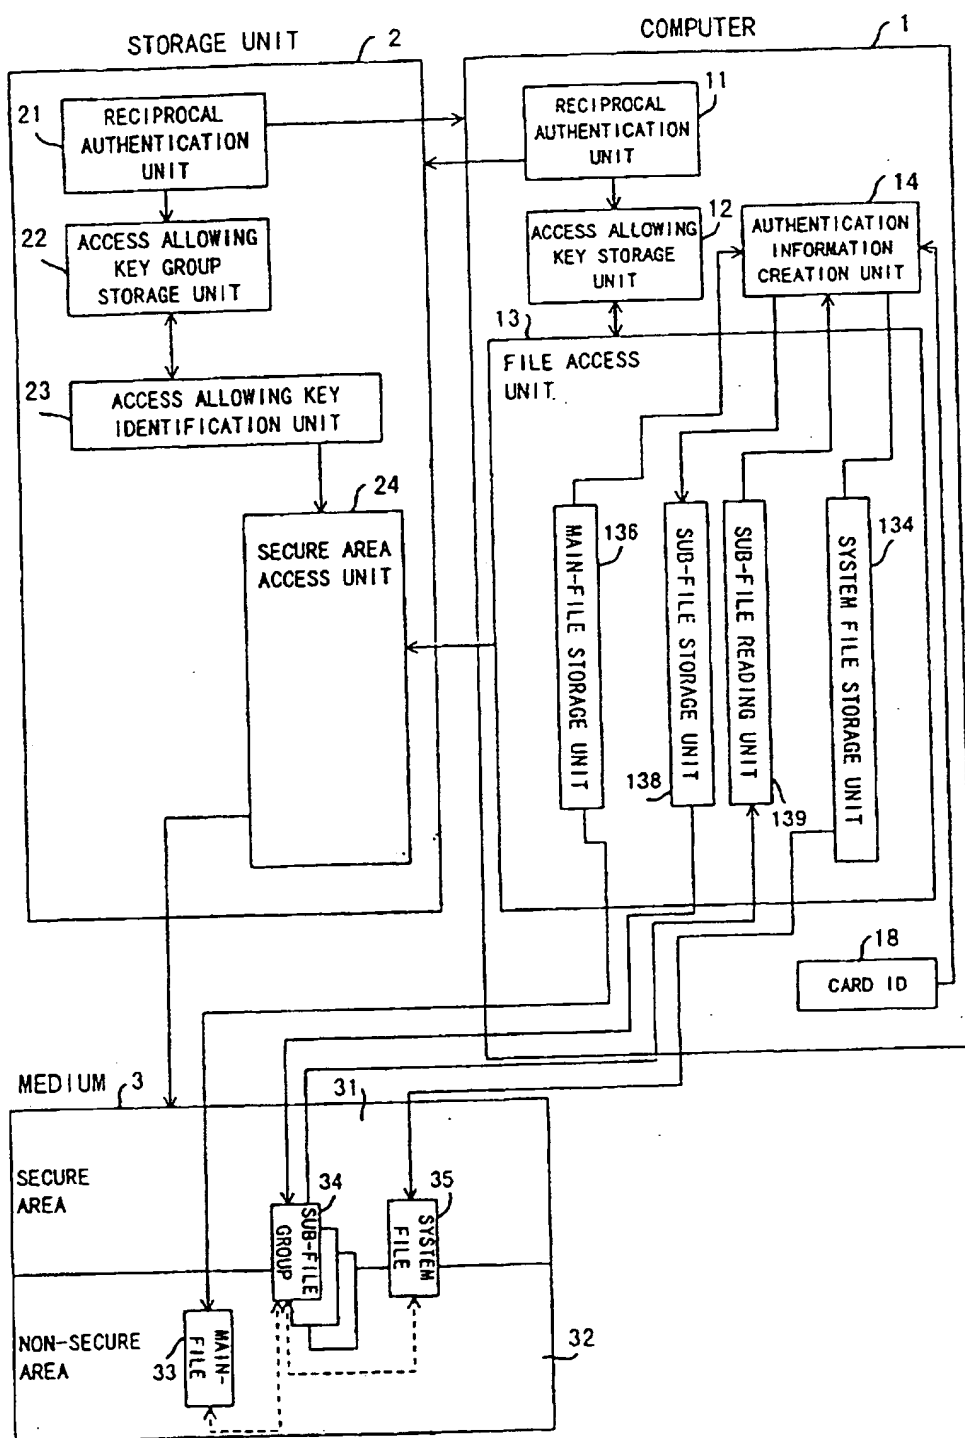 STORAGE UNIT
2
COMPUTER
1
21
RECIPROCAL
AUTHENTICATION
UNIT
11
RECIPROCAL
AUTHENTICATION
UNIT
14
22
ACCESS ALLOWING
KEY GROUP
STORAGE UNIT
12
ACCESS ALLOWING
KEY STORAGE
UNIT
AUTHENTICATION
INFORMATION
CREATION UNIT
13
FILE ACCESS
UNIT
23
ACCESS ALLOWING KEY
IDENTIFICATION UNIT
24
SECURE AREA
ACCESS UNIT
MAIN-FILE STORAGE UNIT
136
SUB-FILE STORAGE UNIT
138
SUB-FILE READING UNIT
139
SYSTEM FILE STORAGE UNIT
134
18
CARD ID
MEDIUM
3
31
SECURE
AREA
34
SUB-FILE
GROUP
35
SYSTEM
FILE
NON-SECURE
AREA
33
MAIN-
FILE
32